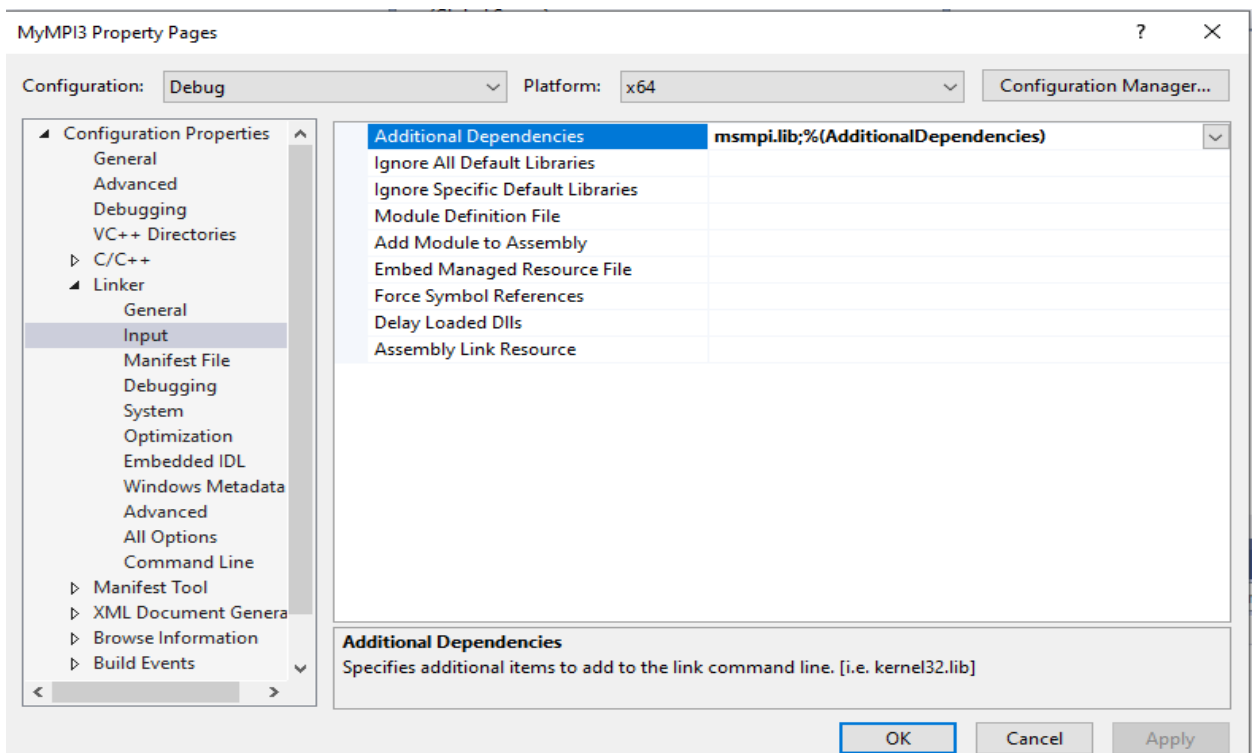 MyMPI3 Property Pages ? ×
Configuration: Debug Platform: x64 Configuration Manager...
Configuration Properties
General
Advanced
Debugging
VC++ Directories
C/C++
Linker
General
Input
Manifest File
Debugging
System
Optimization
Embedded IDL
Windows Metadata
Advanced
All Options
Command Line
Manifest Tool
XML Document Genera
Browse Information
Build Events
Additional Dependencies msmpi.lib;%(AdditionalDependencies)
Ignore All Default Libraries
Ignore Specific Default Libraries
Module Definition File
Add Module to Assembly
Embed Managed Resource File
Force Symbol References
Delay Loaded Dlls
Assembly Link Resource
Additional Dependencies
Specifies additional items to add to the link command line. [i.e. kernel32.lib]
OK Cancel Apply